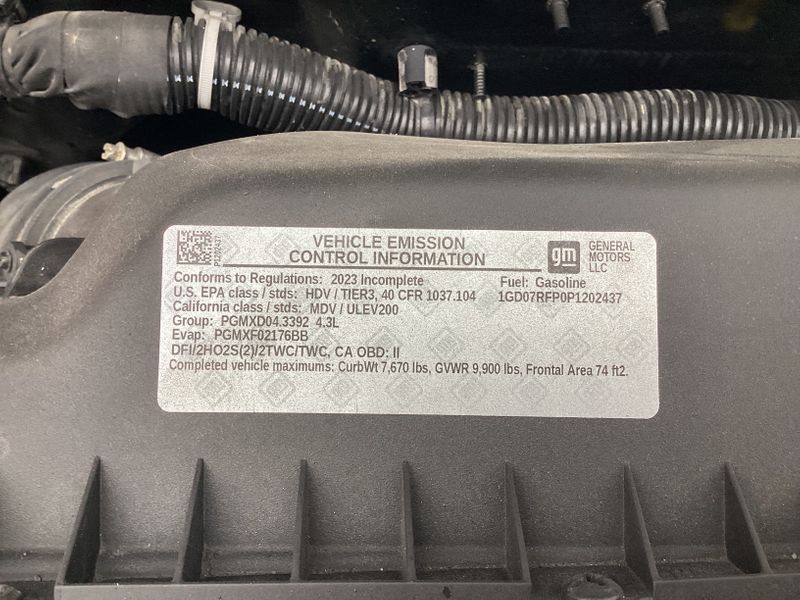 P1202437
VEHICLE EMISSION
CONTROL INFORMATION
gm
GENERAL
MOTORS
LLC
Conforms to Regulations: 2023 Incomplete
Fuel: Gasoline
U.S. EPA class / stds: HDV / TIER3, 40 CFR 1037.104
1GD07RFP0P1202437
California class / stds: MDV / ULEV200
Group: PGMXD04.3392 4.3L
Evap: PGMXF02176BB
DFI/2HO2S(2)/2TWC/TWC, CA OBD: II
Completed vehicle maximums: CurbWt 7,670 lbs, GVWR 9,900 lbs, Frontal Area 74 ft2.